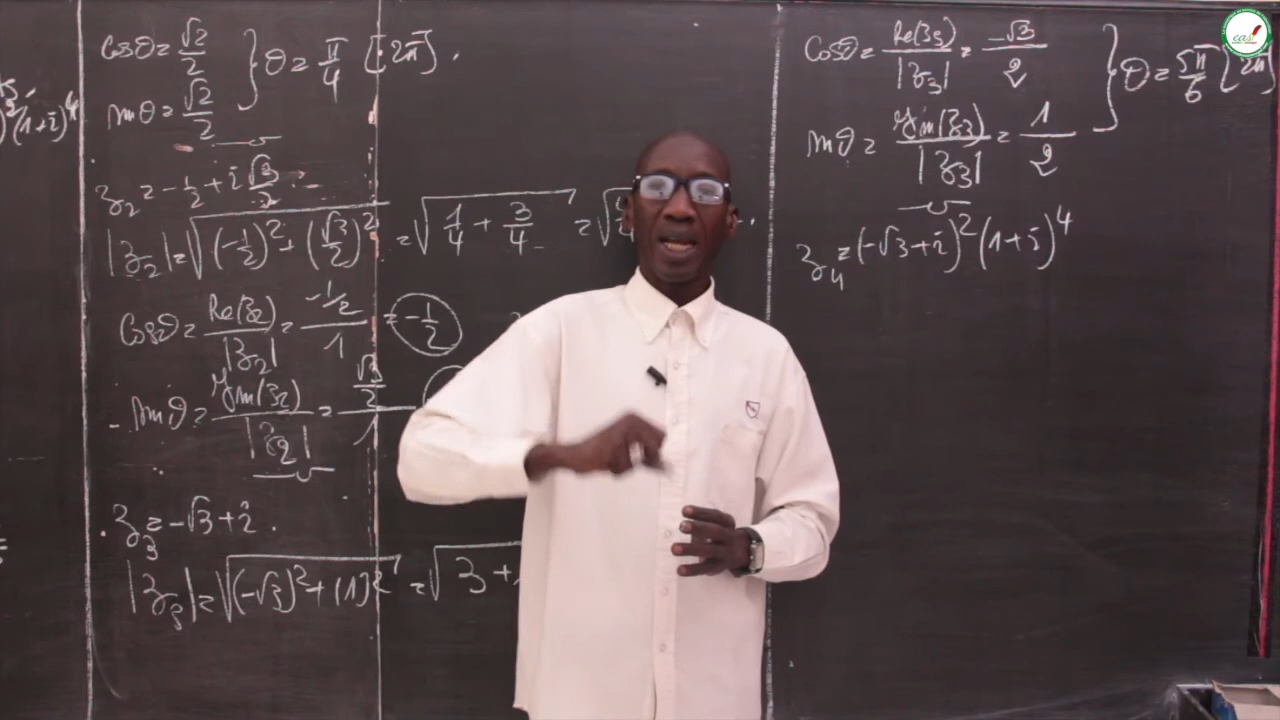 (1+i)^4
cosθ = √2/2
sinθ = √2/2 } θ = π/4 [2π].
z₂ = -1/2 + i √3/2
|z₂| = √((-1/2)² + (√3/2)²) = √(1/4 + 3/4) = √
cosθ = Re(z₂)/|z₂| = (-1/2)/1 = -1/2
sinθ = Im(z₂)/|z₂| = (√3/2)/1
z₃ = -√3 + i.
|z₃| = √((-√3)² + (1)²) = √3 +
cosθ = Re(z₃)/|z₃| = -√3/2
sinθ = Im(z₃)/|z₃| = 1/2 } θ = 5π/6 [2π]
z₄ = (-√3+i)²(1+i)^4
eas!